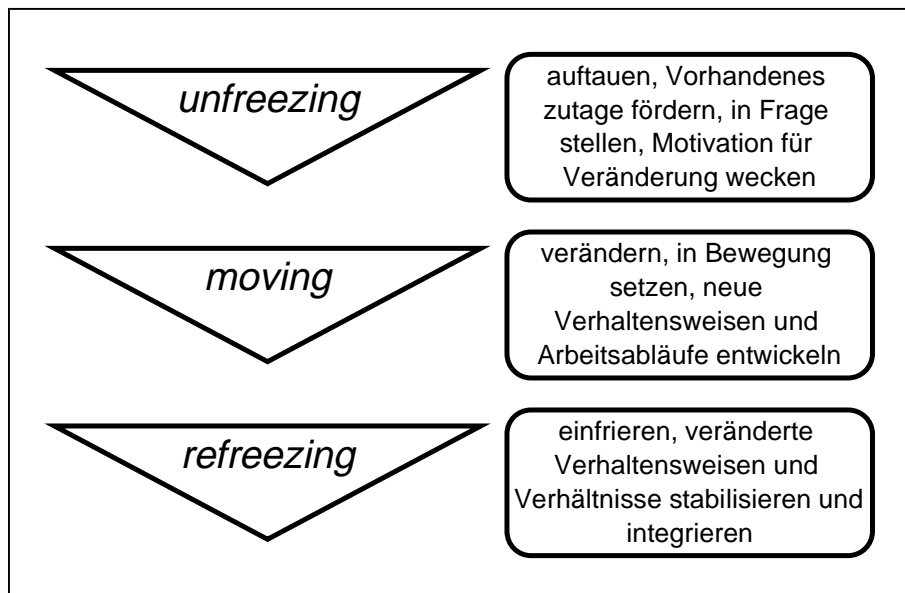 unfreezing
auftauen, Vorhandenes
zutage fördern, in Frage
stellen, Motivation für
Veränderung wecken
moving
verändern, in Bewegung
setzen, neue
Verhaltensweisen und
Arbeitsabläufe entwickeln
refreezing
einfrieren, veränderte
Verhaltensweisen und
Verhältnisse stabilisieren und
integrieren